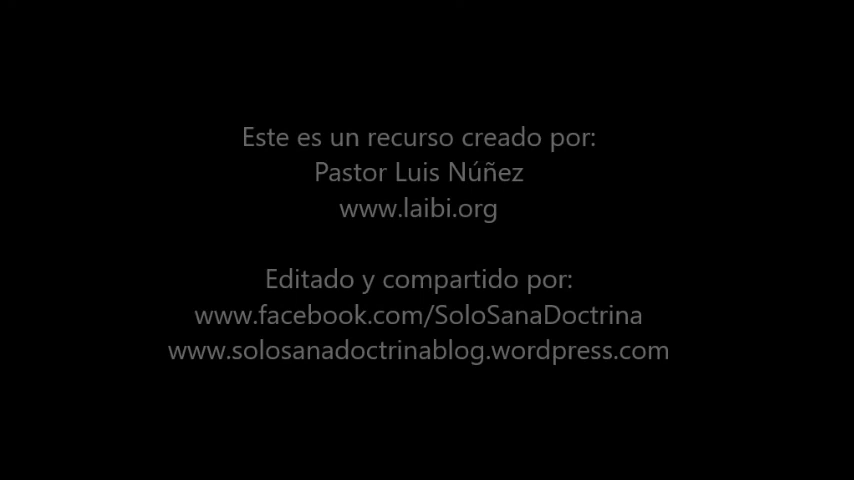 Este es un recurso creado por:
Pastor Luis Núñez
www.laibi.org
Editado y compartido por:
www.facebook.com/SoloSanaDoctrina
www.solosanadoctrinablog.wordpress.com